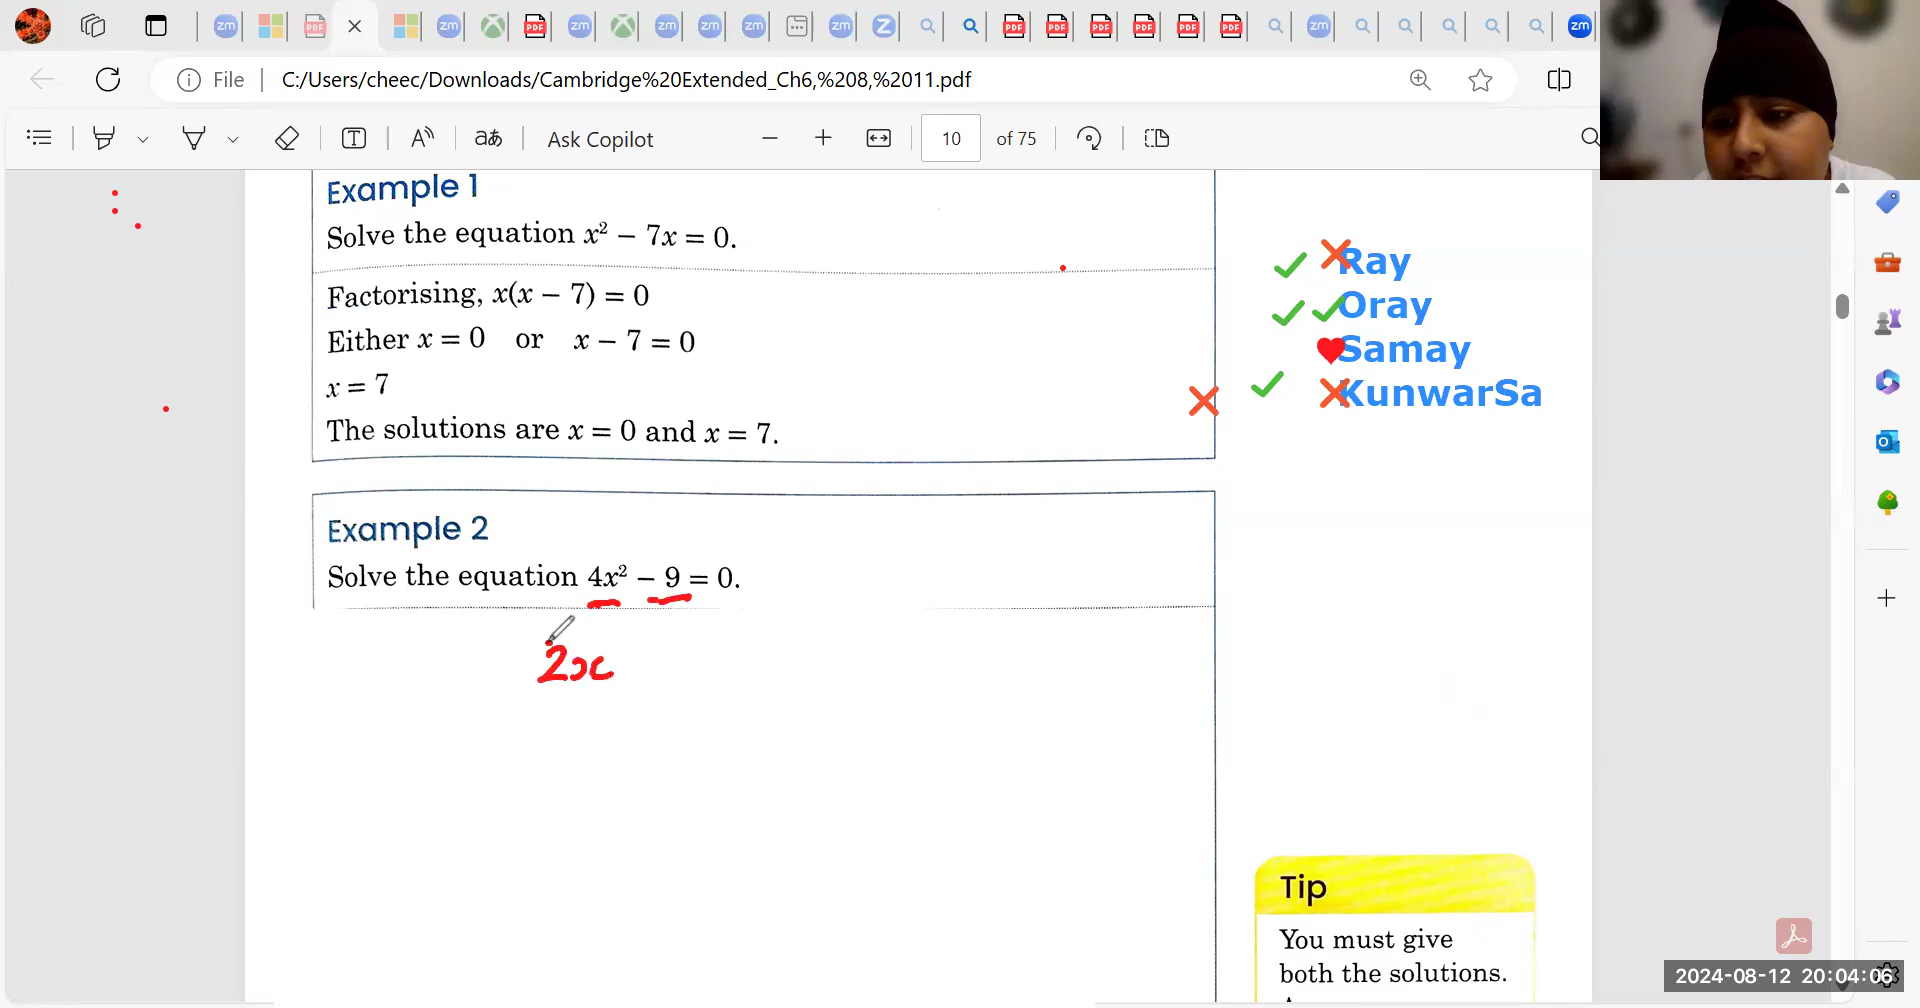 File C:/Users/cheec/Downloads/Cambridge%20Extended_Ch6,%208,%2011.pdf
Ask Copilot 10 of 75
Example 1
Solve the equation x² − 7x = 0.
Factorising, x(x − 7) = 0
Either x = 0 or x − 7 = 0
x = 7
The solutions are x = 0 and x = 7.
Ray
Oray
Samay
KunwarSa
Example 2
Solve the equation 4x² − 9 = 0.
2x
Tip
You must give
both the solutions.
2024-08-12 20:04:06